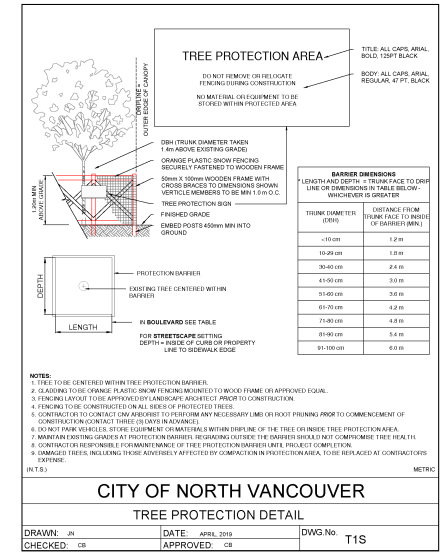 TREE PROTECTION AREA
DO NOT REMOVE OR RELOCATE
FENCING DURING CONSTRUCTION
NO MATERIAL OR EQUIPMENT TO BE
STORED WITHIN PROTECTED AREA
TITLE: ALL CAPS, ARIAL,
BOLD, 125PT BLACK
BODY: ALL CAPS, ARIAL,
REGULAR, 47 PT. BLACK
DRIPLINE =
OUTER EDGE OF CANOPY
DBH (TRUNK DIAMETER TAKEN
1.4m ABOVE EXISTING GRADE)
ORANGE PLASTIC SNOW FENCING
SECURELY FASTENED TO WOODEN FRAME
50mm X 100mm WOODEN FRAME WITH
CROSS BRACES TO DIMENSIONS SHOWN
VERTICLE MEMBERS TO BE MIN 1.0 m O.C.
TREE PROTECTION SIGN
FINISHED GRADE
EMBED POSTS 450mm MIN INTO
GROUND
1.20m MIN
ABOVE GRADE
BARRIER DIMENSIONS
* LENGTH AND DEPTH = TRUNK FACE TO DRIP
LINE OR DIMENSIONS IN TABLE BELOW -
WHICHEVER IS GREATER
TRUNK DIAMETER
(DBH)
DISTANCE FROM
TRUNK FACE TO INSIDE
OF BARRIER (MIN.)
<10 cm 1.2 m
10-29 cm 1.8 m
30-40 cm 2.4 m
41-50 cm 3.0 m
51-60 cm 3.6 m
61-70 cm 4.2 m
71-80 cm 4.8 m
81-90 cm 5.4 m
91-100 cm 6.0 m
DEPTH
LENGTH
PROTECTION BARRIER
EXISTING TREE CENTERED WITHIN
BARRIER
IN BOULEVARD SEE TABLE
FOR STREETSCAPE SETTING
DEPTH = INSIDE OF CURB OR PROPERTY
LINE TO SIDEWALK EDGE
NOTES:
1. TREE TO BE CENTERED WITHIN TREE PROTECTION BARRIER.
2. CLADDING TO BE ORANGE PLASTIC SNOW FENCING MOUNTED TO WOOD FRAME OR APPROVED EQUAL.
3. FENCING LAYOUT TO BE APPROVED BY LANDSCAPE ARCHITECT PRIOR TO CONSTRUCTION.
4. FENCING TO BE CONSTRUCTED ON ALL SIDES OF PROTECTED TREES.
5. CONTRACTOR TO CONTACT CNV ARBORIST TO PERFORM ANY NECESSARY LIMB OR ROOT PRUNING PRIOR TO COMMENCEMENT OF
CONSTRUCTION (CONTACT THREE (3) DAYS IN ADVANCE).
6. DO NOT PARK VEHICLES, STORE EQUIPMENT OR MATERIALS WITHIN DRIPLINE OF THE TREE OR INSIDE TREE PROTECTION AREA.
7. MAINTAIN EXISTING GRADES AT PROTECTION BARRIER. REGRADING OUTSIDE THE BARRIER SHOULD NOT COMPROMISE TREE HEALTH.
8. CONTRACTOR RESPONSIBLE FOR MAINTENANCE OF TREE PROTECTION BARRIER UNTIL PROJECT COMPLETION.
9. DAMAGED TREES, INCLUDING THOSE ADVERSELY AFFECTED BY COMPACTION IN PROTECTION AREA, TO BE REPLACED AT CONTRACTOR'S
EXPENSE.
(N.T.S.) METRIC
CITY OF NORTH VANCOUVER
TREE PROTECTION DETAIL
DRAWN: JN DATE: APRIL, 2019 DWG.No. T1S
CHECKED: CB APPROVED: CB